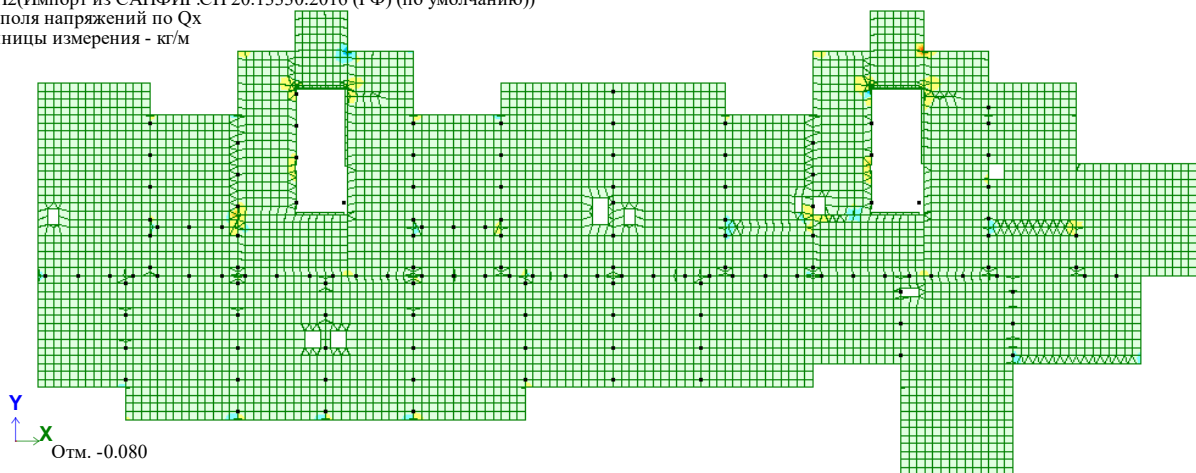 (Импорт из САПФИР.СП 20.13330.2016 (РФ) (по умолчанию))
поля напряжений по Qx
ницы измерения - кг/м
Y
X
Отм. -0.080